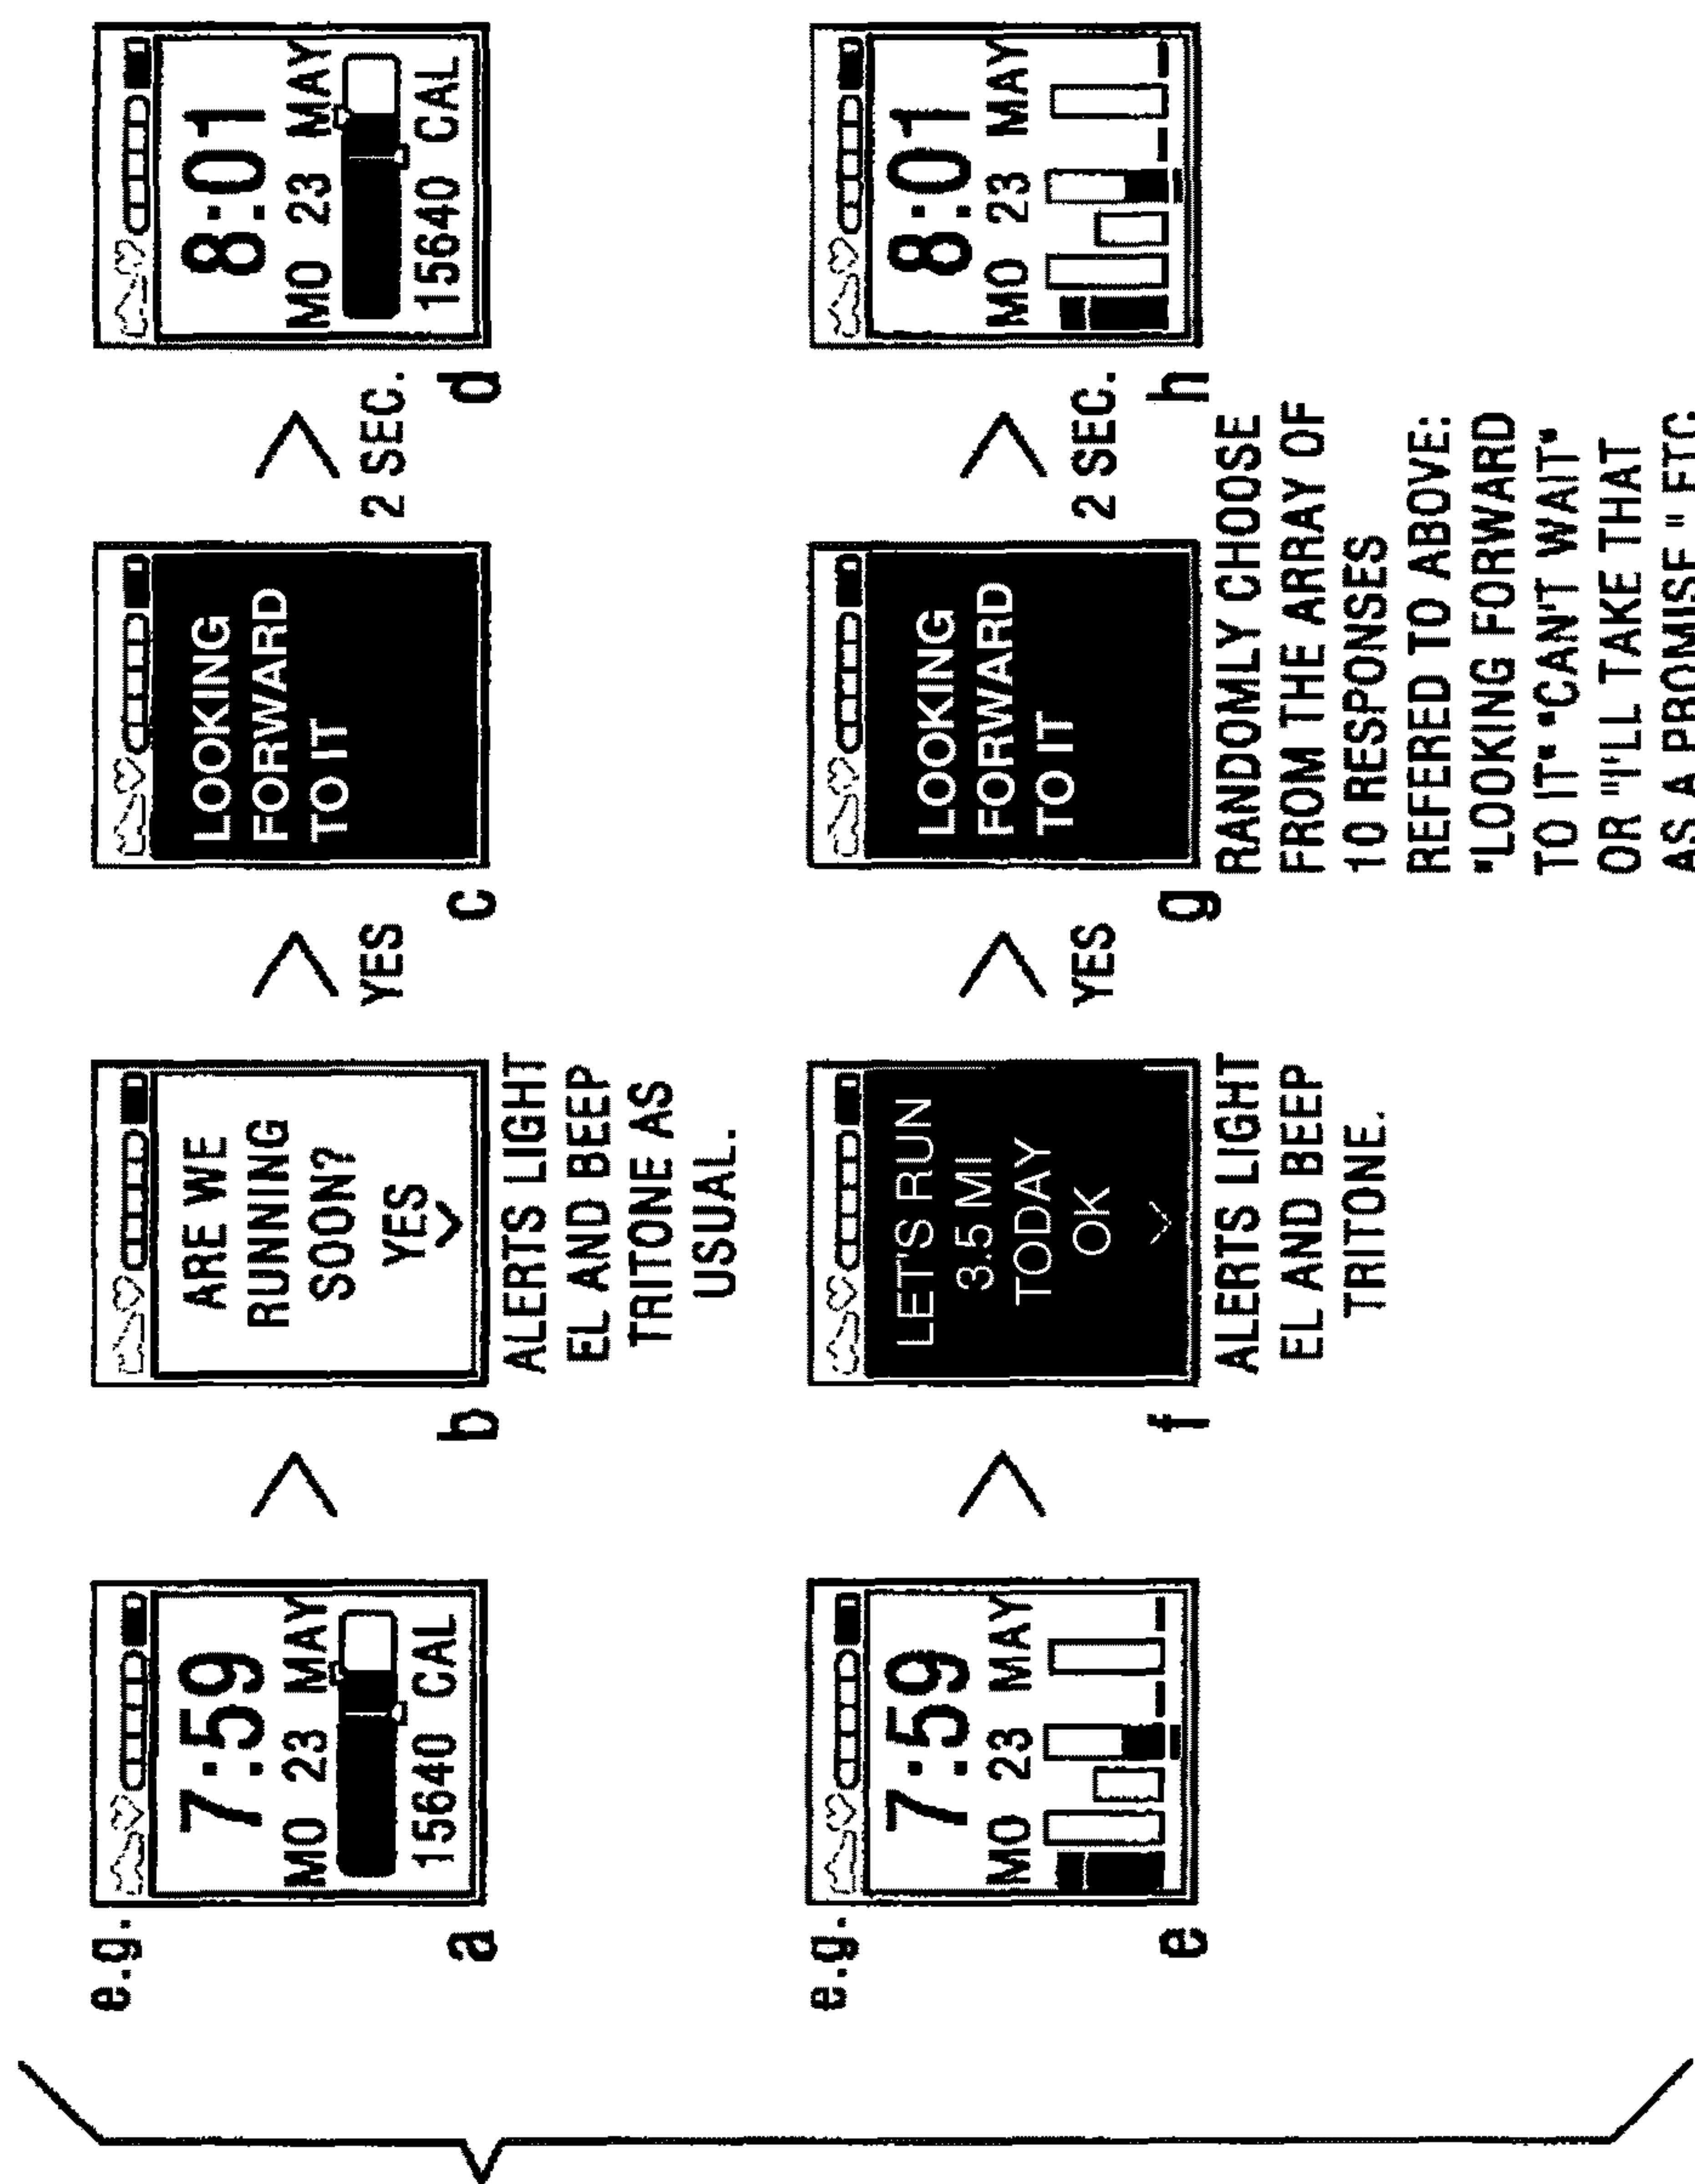 e.g.
7:59
MO 23 MAY
15640 CAL
a
ARE WE
RUNNING
SOON?
YES
b
ALERTS LIGHT
EL AND BEEP
TRITONE AS
USUAL.
YES
LOOKING
FORWARD
TO IT
c
2 SEC.
8:01
MO 23 MAY
15640 CAL
d
e.g.
7:59
MO 23 MAY
e
LET'S RUN
3.5 MI
TODAY
OK
f
ALERTS LIGHT
EL AND BEEP
TRITONE.
YES
LOOKING
FORWARD
TO IT
g
RANDOMLY CHOOSE
FROM THE ARRAY OF
10 RESPONSES
REFERED TO ABOVE:
"LOOKING FORWARD
TO IT" "CAN'T WAIT"
OR "I'LL TAKE THAT
AS A PROMISE " ETC.
2 SEC.
8:01
MO 23 MAY
h